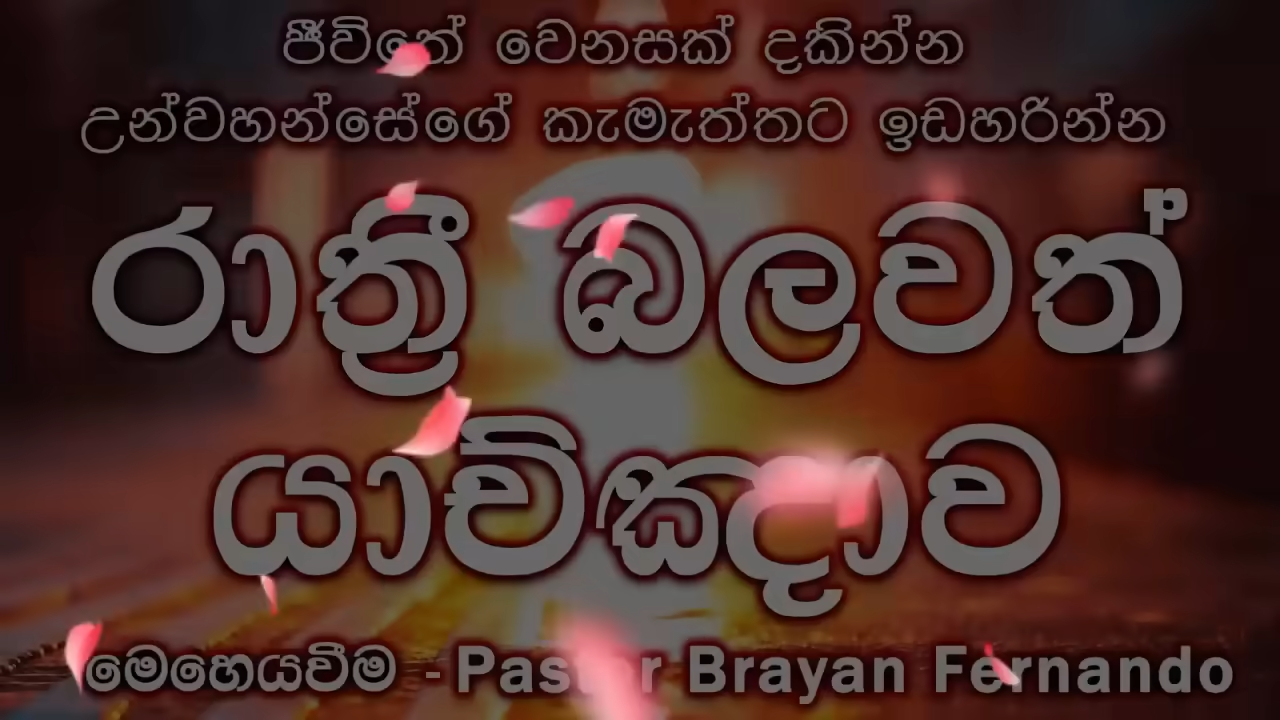 ජීවිතේ වෙනසක් දකින්න
උන්වහන්සේගේ කැමැත්තට ඉඩහරින්න
රාත්‍රී බලවත්
යාච්ඤාව
මෙහෙයවීම - Pastor Brayan Fernando